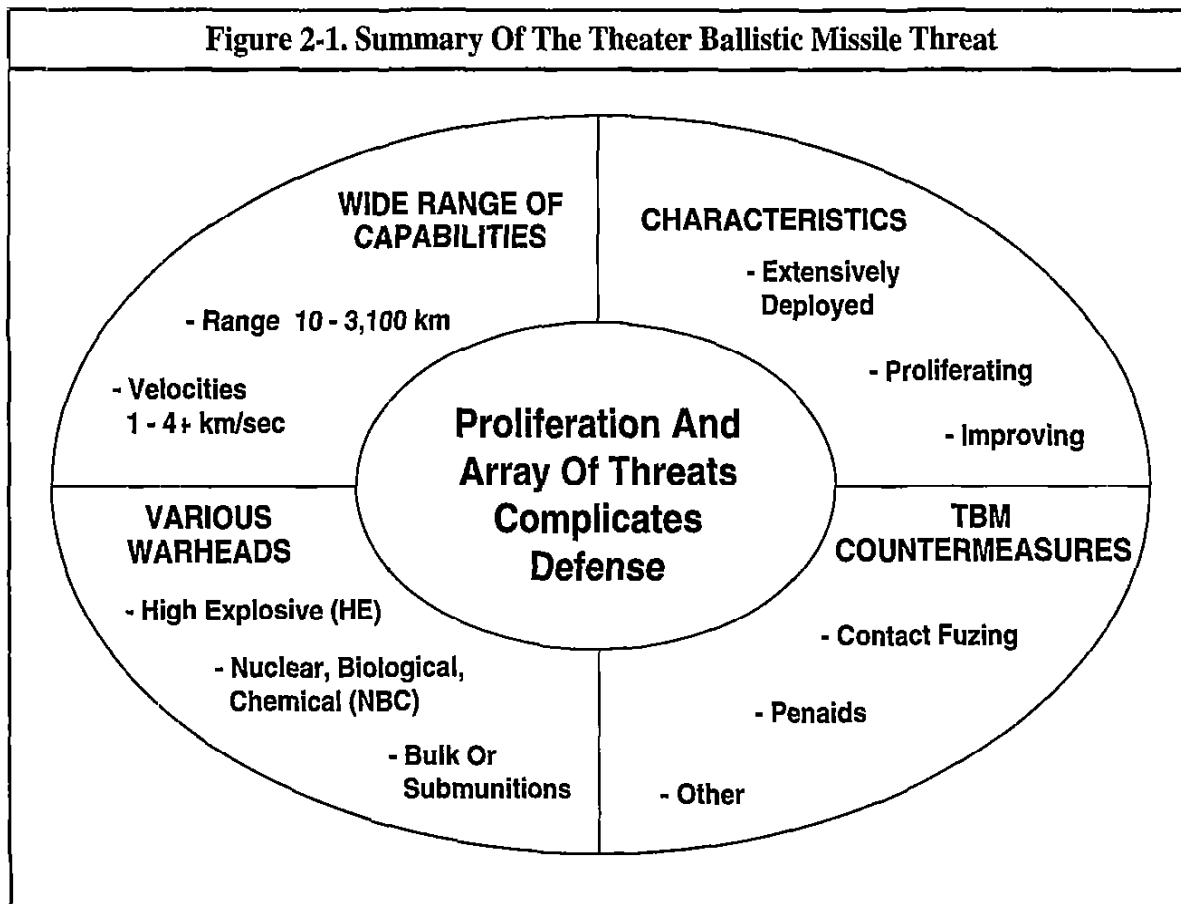 Figure 2-1. Summary Of The Theater Ballistic Missile Threat
WIDE RANGE OF
CAPABILITIES
- Range 10 - 3,100 km
- Velocities
1 - 4+ km/sec
CHARACTERISTICS
- Extensively
Deployed
- Proliferating
- Improving
Proliferation And
Array Of Threats
Complicates
Defense
VARIOUS
WARHEADS
- High Explosive (HE)
- Nuclear, Biological,
Chemical (NBC)
- Bulk Or
Submunitions
TBM
COUNTERMEASURES
- Contact Fuzing
- Penaids
- Other